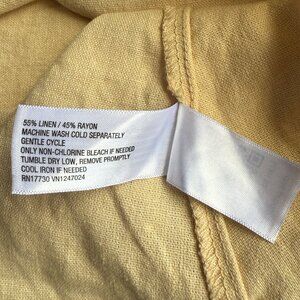 55% LINEN / 45% RAYON
MACHINE WASH COLD SEPARATELY
GENTLE CYCLE
ONLY NON-CHLORINE BLEACH IF NEEDED
TUMBLE DRY LOW, REMOVE PROMPTLY
COOL IRON IF NEEDED
RN17730 VN1247024